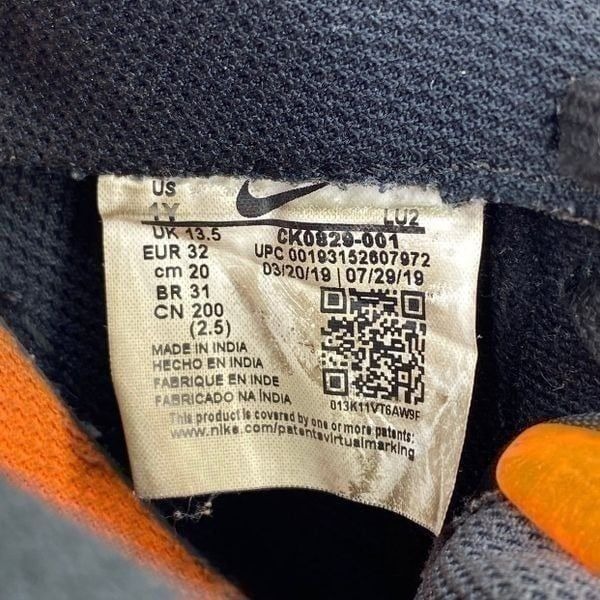 US
1Y LU2
UK 13.5 CK0829-001
EUR 32 UPC 00193152607972
cm 20 03/20/19 | 07/29/19
BR 31
CN 200
(2.5)
MADE IN INDIA
HECHO EN INDIA
FABRIQUE EN INDE
FABRICADO NA ÍNDIA
013K11VT6AW9F
This product is covered by one or more patents:
www.nike.com/patentsvirtualmarking